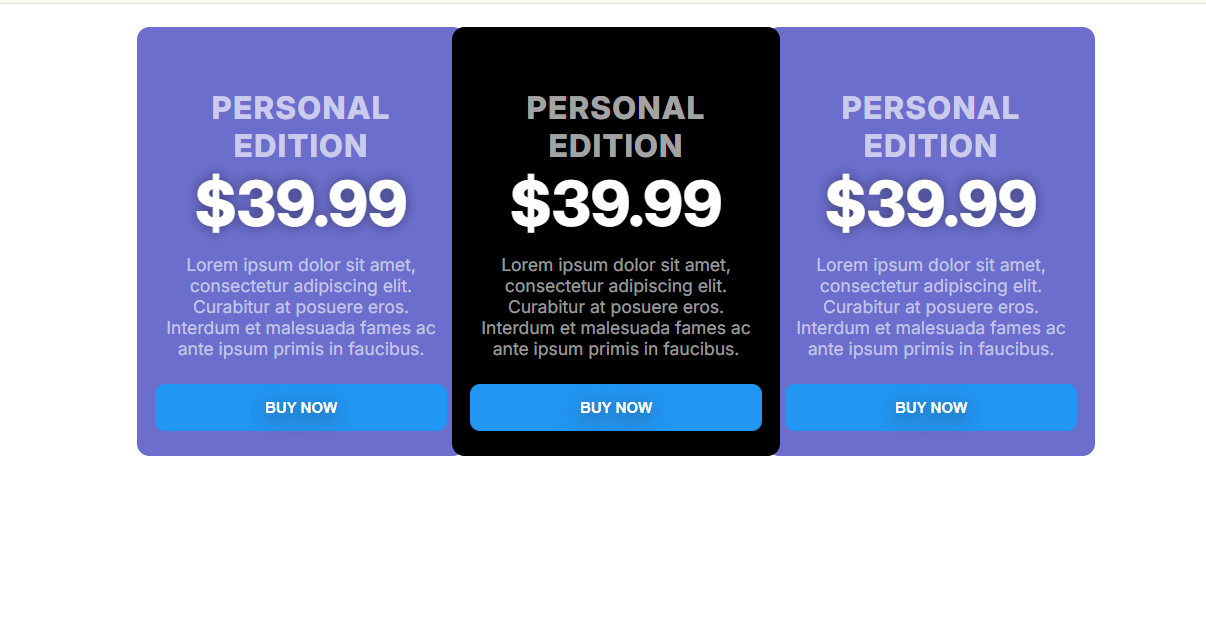 PERSONAL
EDITION
$39.99
Lorem ipsum dolor sit amet,
consectetur adipiscing elit.
Curabitur at posuere eros.
Interdum et malesuada fames ac
ante ipsum primis in faucibus.
BUY NOW
PERSONAL
EDITION
$39.99
Lorem ipsum dolor sit amet,
consectetur adipiscing elit.
Curabitur at posuere eros.
Interdum et malesuada fames ac
ante ipsum primis in faucibus.
BUY NOW
PERSONAL
EDITION
$39.99
Lorem ipsum dolor sit amet,
consectetur adipiscing elit.
Curabitur at posuere eros.
Interdum et malesuada fames ac
ante ipsum primis in faucibus.
BUY NOW